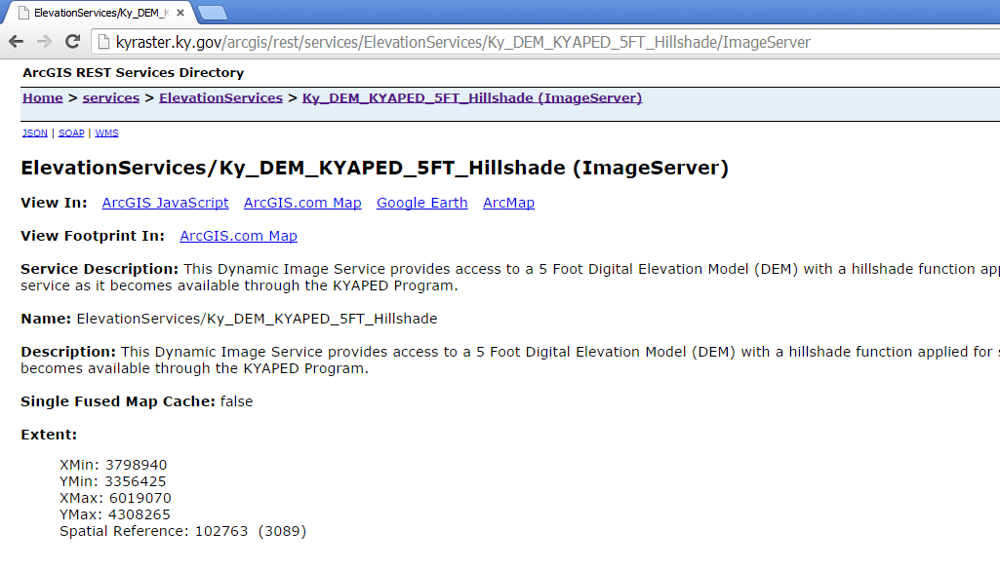 ElevationServices/Ky_DEM_K
kyraster.ky.gov/arcgis/rest/services/ElevationServices/Ky_DEM_KYAPED_5FT_Hillshade/ImageServer
ArcGIS REST Services Directory
Home > services > ElevationServices > Ky_DEM_KYAPED_5FT_Hillshade (ImageServer)
JSON | SOAP | WMS
ElevationServices/Ky_DEM_KYAPED_5FT_Hillshade (ImageServer)
View In: ArcGIS JavaScript ArcGIS.com Map Google Earth ArcMap
View Footprint In: ArcGIS.com Map
Service Description: This Dynamic Image Service provides access to a 5 Foot Digital Elevation Model (DEM) with a hillshade function
service as it becomes available through the KYAPED Program.
Name: ElevationServices/Ky_DEM_KYAPED_5FT_Hillshade
Description: This Dynamic Image Service provides access to a 5 Foot Digital Elevation Model (DEM) with a hillshade function applied for
becomes available through the KYAPED Program.
Single Fused Map Cache: false
Extent:
XMin: 3798940
YMin: 3356425
XMax: 6019070
YMax: 4308265
Spatial Reference: 102763 (3089)